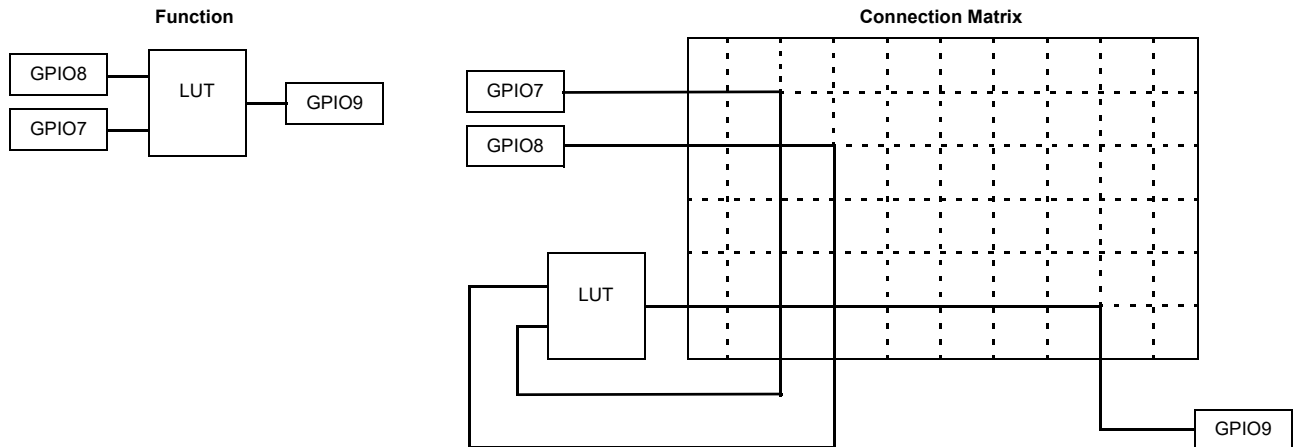 Function
GPIO8
GPIO7
LUT
GPIO9
Connection Matrix
GPIO7
GPIO8
LUT
GPIO9